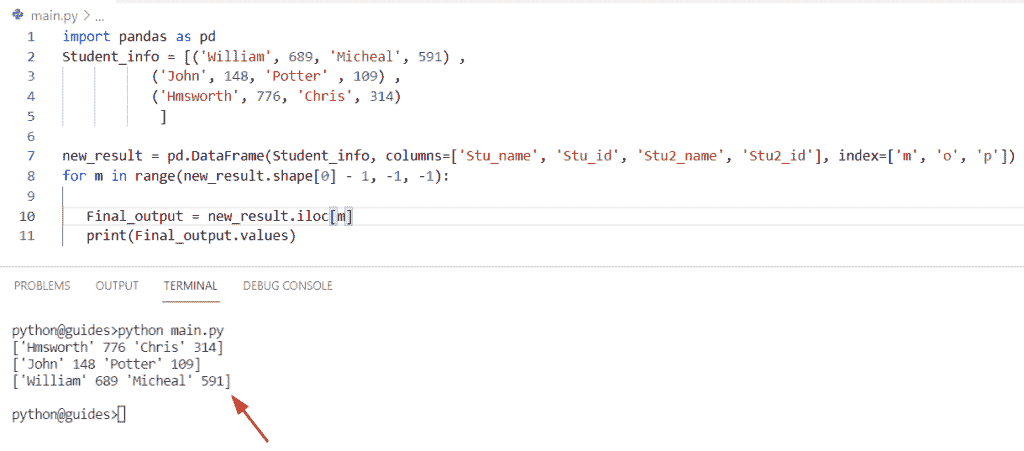 main.py > ...
1 import pandas as pd
2 Student_info = [('William', 689, 'Micheal', 591) ,
3 ('John', 148, 'Potter' , 109) ,
4 ('Hmsworth', 776, 'Chris', 314)
5 ]
6
7 new_result = pd.DataFrame(Student_info, columns=['Stu_name', 'Stu_id', 'Stu2_name', 'Stu2_id'], index=['m', 'o', 'p'])
8 for m in range(new_result.shape[0] - 1, -1, -1):
9
10 Final_output = new_result.iloc[m]
11 print(Final_output.values)
PROBLEMS OUTPUT TERMINAL DEBUG CONSOLE
python@guides>python main.py
['Hmsworth' 776 'Chris' 314]
['John' 148 'Potter' 109]
['William' 689 'Micheal' 591]
python@guides>